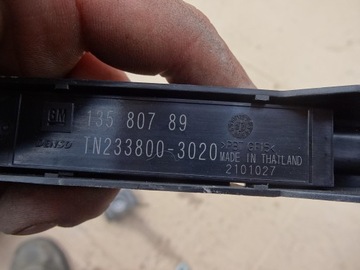 GM 135 807 89
DENSO TN233800-3020
>PBT-GF15<
MADE IN THAILAND
2101027